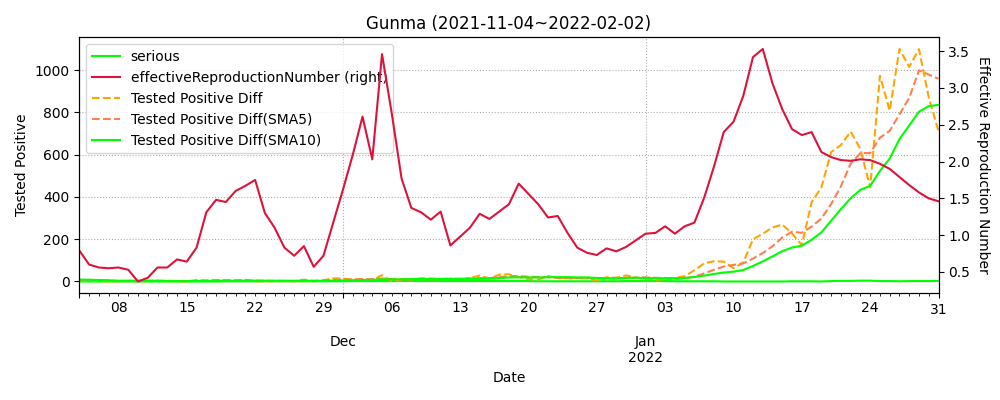 Gunma (2021-11-04~2022-02-02)
serious
effectiveReproductionNumber (right)
Tested Positive Diff
Tested Positive Diff(SMA5)
Tested Positive Diff(SMA10)
Tested Positive
1000
800
600
400
200
0
Effective Reproduction Number
3.5
3.0
2.5
2.0
1.5
1.0
0.5
08 15 22 29 06 13 20 27 03 10 17 24 31
Dec Jan
2022
Date